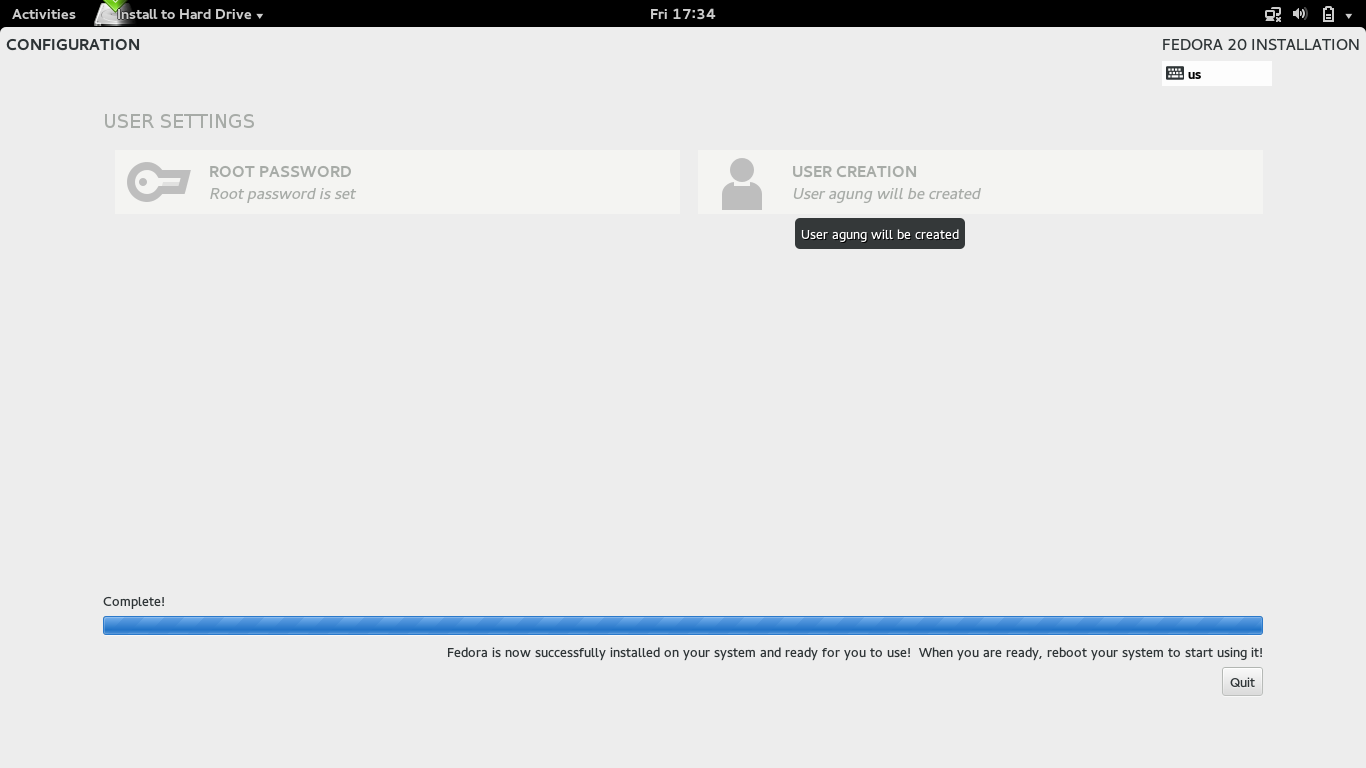 Activities Install to Hard Drive Fri 17:34
CONFIGURATION FEDORA 20 INSTALLATION
us
USER SETTINGS
ROOT PASSWORD
Root password is set
USER CREATION
User agung will be created
User agung will be created
Complete!
Fedora is now successfully installed on your system and ready for you to use! When you are ready, reboot your system to start using it!
Quit